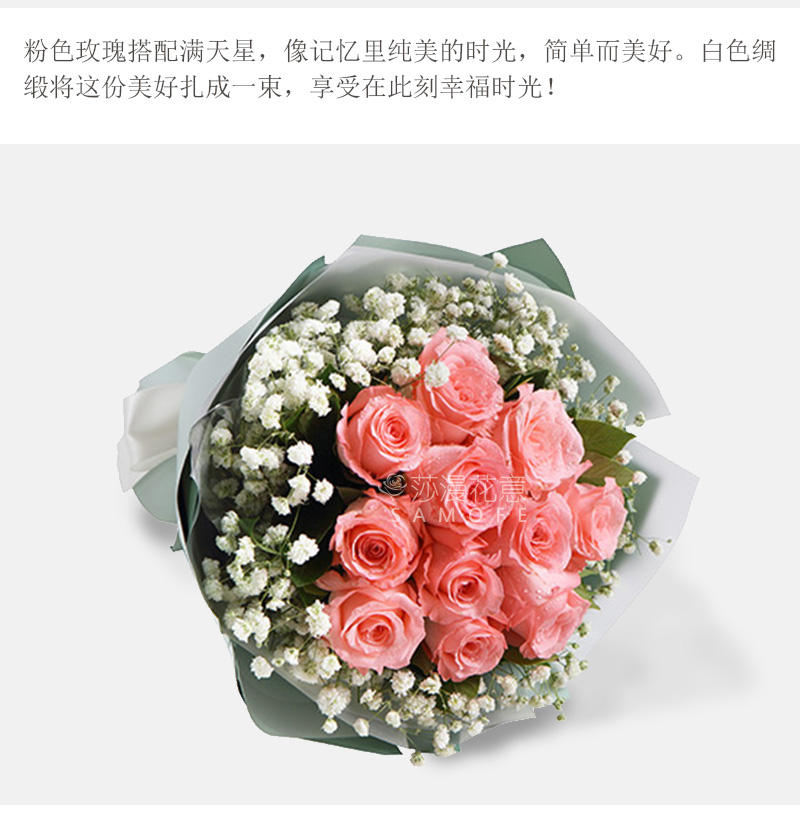 粉色玫瑰搭配满天星，像记忆里纯美的时光，简单而美好。白色绸
缎将这份美好扎成一束，享受在此刻幸福时光！
莎漫花意
SAMOFE